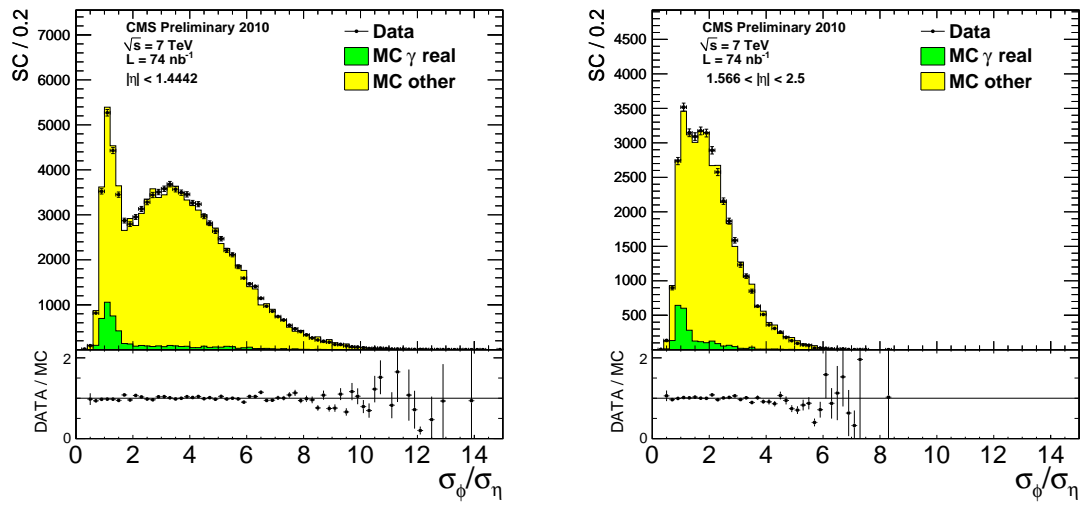 SC / 0.2
7000
6000
5000
4000
3000
2000
1000
CMS Preliminary 2010
√s = 7 TeV
L = 74 nb-1
|η| < 1.4442
Data
MC γ real
MC other
DATA / MC
2
1
0
0 2 4 6 8 10 12 14
σϕ/ση
SC / 0.2
4500
4000
3500
3000
2500
2000
1500
1000
500
CMS Preliminary 2010
√s = 7 TeV
L = 74 nb-1
1.566 < |η| < 2.5
Data
MC γ real
MC other
DATA / MC
2
1
0
0 2 4 6 8 10 12 14
σϕ/ση